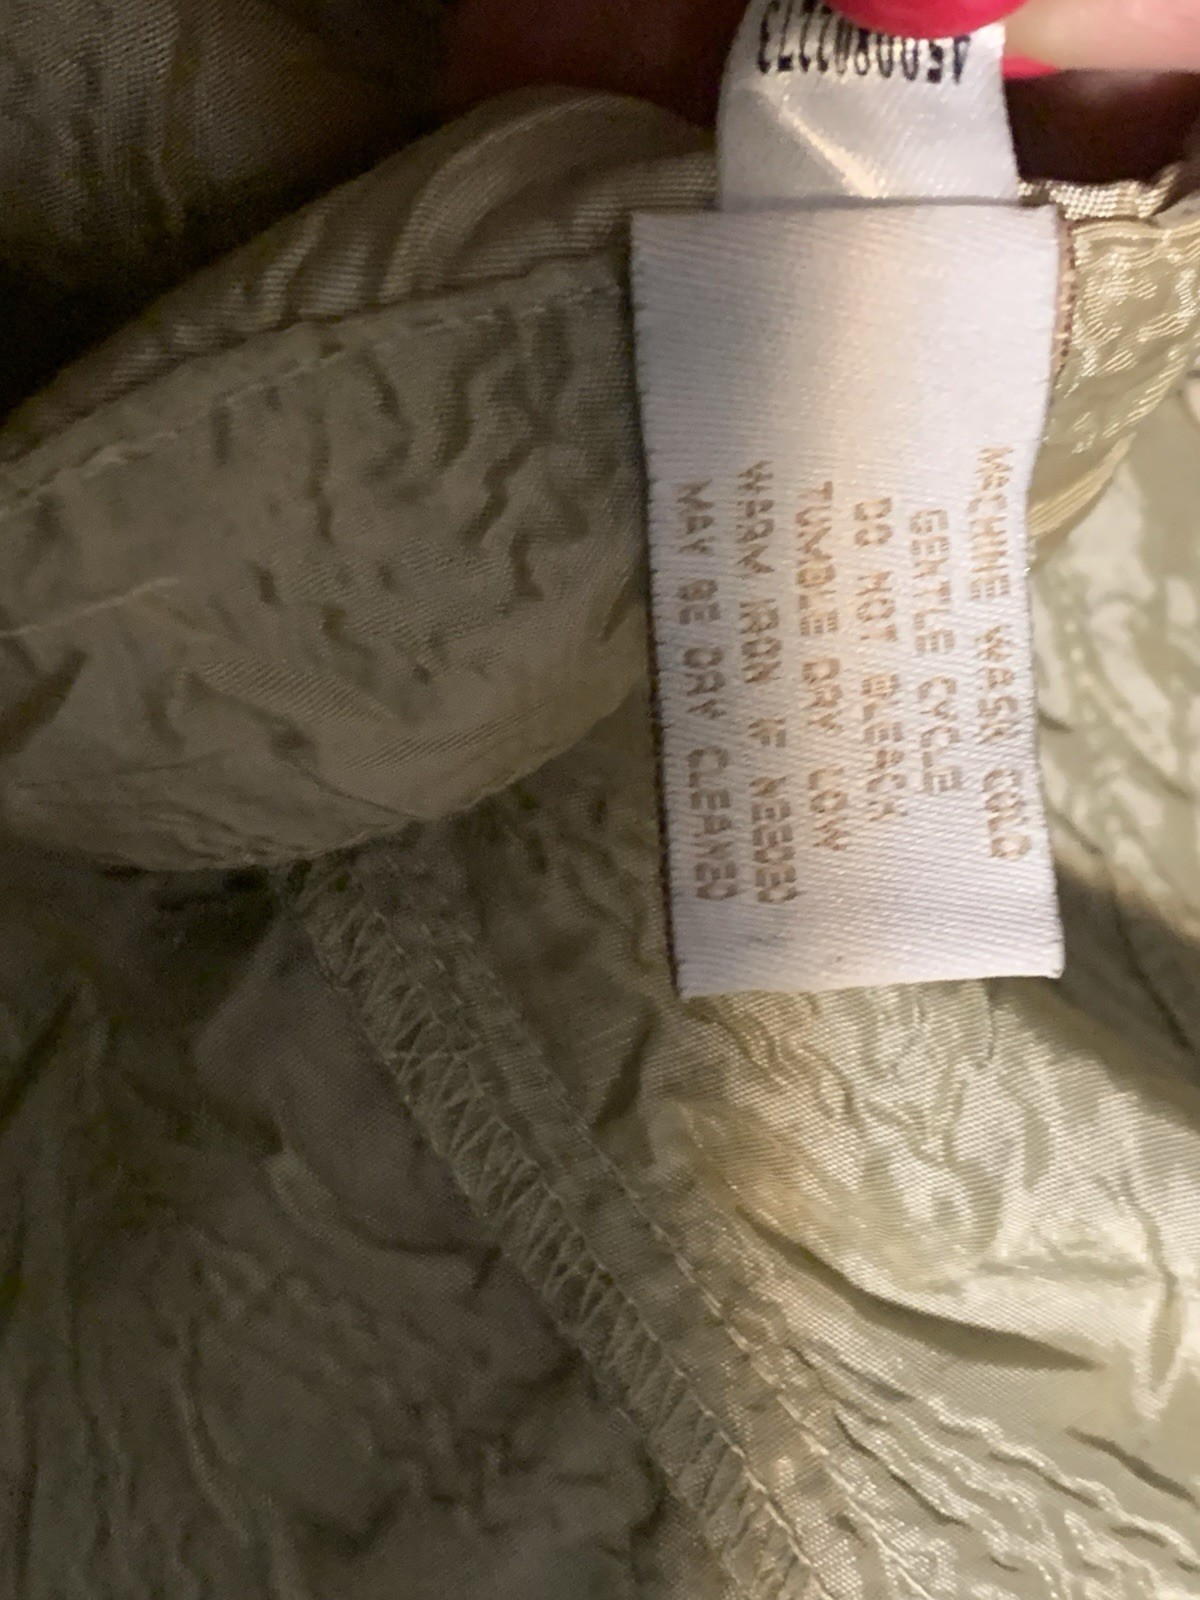 MACHINE WASH COLD
GENTLE CYCLE
DO NOT BLEACH
TUMBLE DRY LOW
WARM IRON IF NEEDED
MAY BE DRY CLEANED